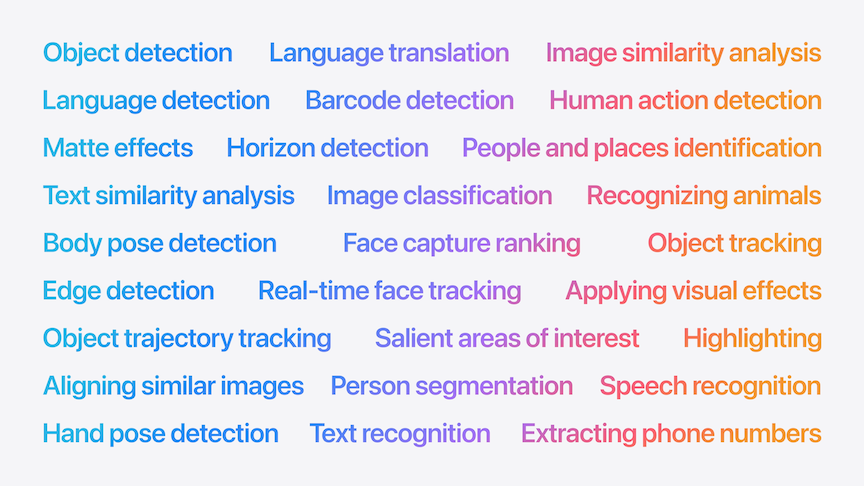 Object detection Language translation Image similarity analysis
Language detection Barcode detection Human action detection
Matte effects Horizon detection People and places identification
Text similarity analysis Image classification Recognizing animals
Body pose detection Face capture ranking Object tracking
Edge detection Real-time face tracking Applying visual effects
Object trajectory tracking Salient areas of interest Highlighting
Aligning similar images Person segmentation Speech recognition
Hand pose detection Text recognition Extracting phone numbers